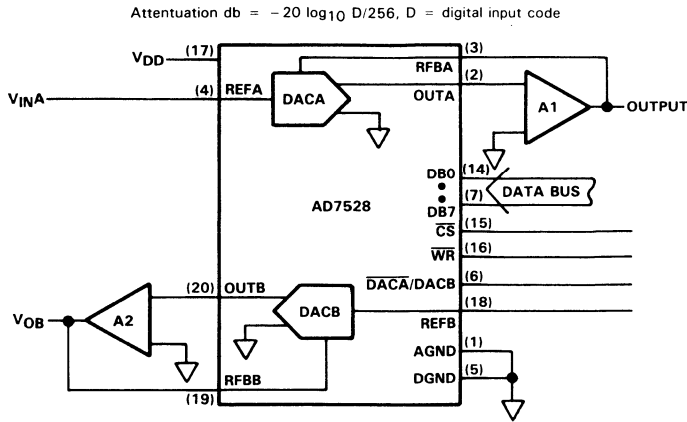 Attentuation db = −20 log10 D/256, D = digital input code
VDD (17) (3)
RFBA
VINA (4) REFA DACA (2) OUTA A1 OUTPUT
DB0 (14)
DATA BUS
(7)
DB7
AD7528
CS (15)
WR (16)
DACA/DACB (6)
(20) OUTB DACB (18)
REFB
VOB A2
AGND (1)
DGND (5)
RFBB
(19)